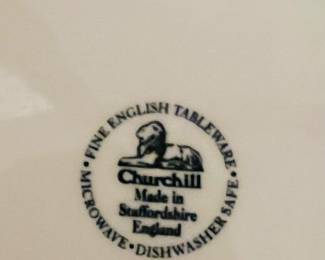 • FINE ENGLISH TABLEWARE •
Churchill
Made in
Staffordshire
England
MICROWAVE • DISHWASHER SAFE •